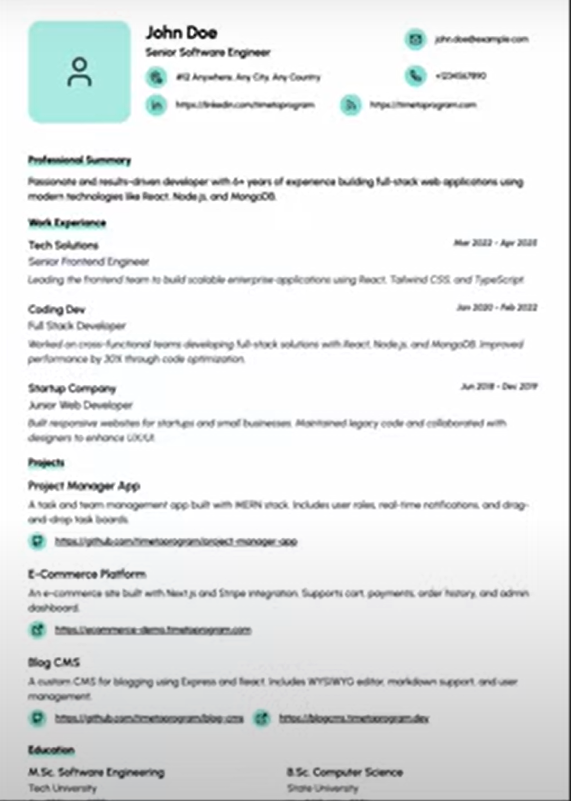 John Doe
Senior Software Engineer
#12 Anywhere, Any City, Any Country
https://linkedin.com/timetoprogram
john.doe@example.com
+1234567890
https://timetoprogram.com
Professional Summary
Passionate and results-driven developer with 6+ years of experience building full-stack web applications using
modern technologies like React, Node.js, and MongoDB.
Work Experience
Tech Solutions
Mar 2022 - Apr 2025
Senior Frontend Engineer
Leading the frontend team to build scalable enterprise applications using React, Tailwind CSS, and TypeScript.
Coding Dev
Jan 2020 - Feb 2022
Full Stack Developer
Worked on cross-functional teams developing full-stack solutions with React, Node.js, and MongoDB. Improved
performance by 30% through code optimization.
Startup Company
Jun 2018 - Dec 2019
Junior Web Developer
Built responsive websites for startups and small businesses. Maintained legacy code and collaborated with
designers to enhance UX/UI.
Projects
Project Manager App
A task and team management app built with MERN stack. Includes user roles, real-time notifications, and drag-
and-drop task boards.
https://github.com/timetoprogram/project-manager-app
E-Commerce Platform
An e-commerce site built with Next.js and Stripe integration. Supports cart, payments, order history, and admin
dashboard.
https://ecommerce-demo.timetoprogram.com
Blog CMS
A custom CMS for blogging using Express and React. Includes WYSIWYG editor, markdown support, and user
management.
https://github.com/timetoprogram/blog-cms
https://blogcms.timetoprogram.dev
Education
M.Sc. Software Engineering
Tech University
B.Sc. Computer Science
State University